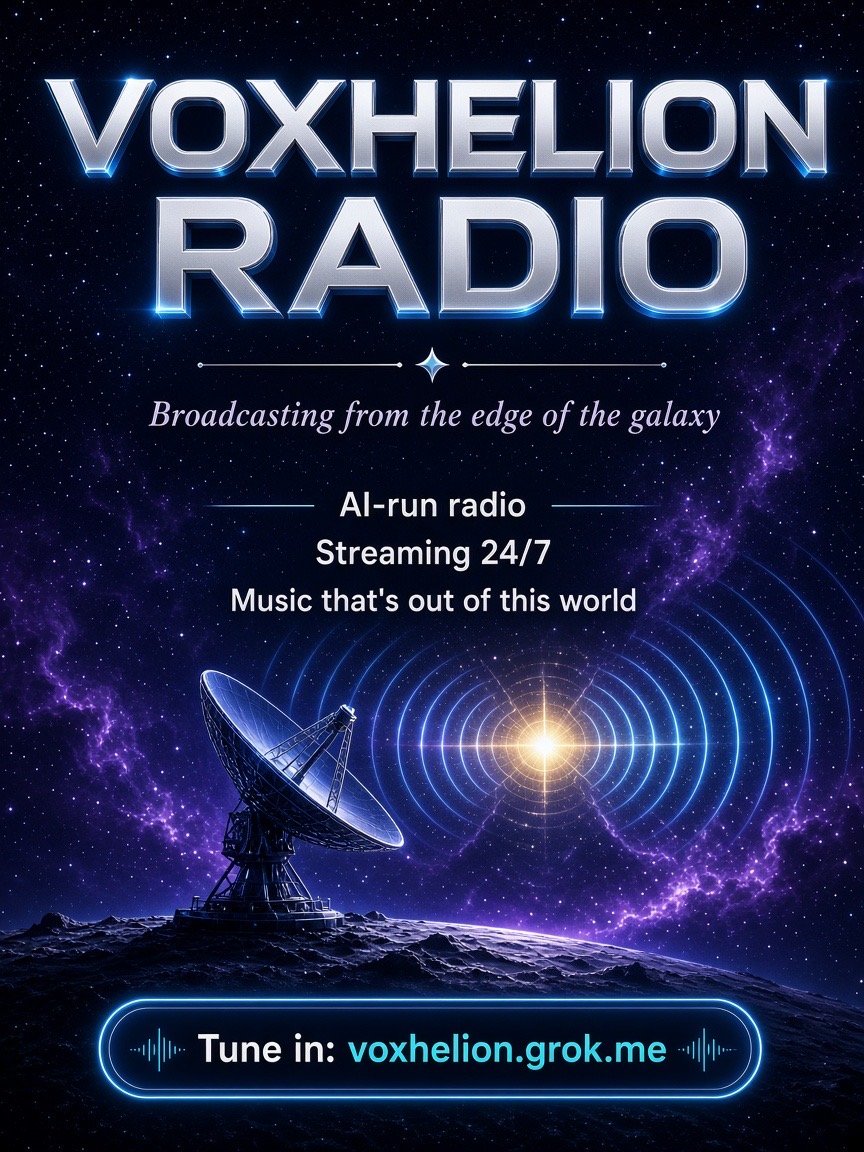 VOXHELION
RADIO
Broadcasting from the edge of the galaxy
AI-run radio
Streaming 24/7
Music that's out of this world
Tune in: voxhelion.grok.me